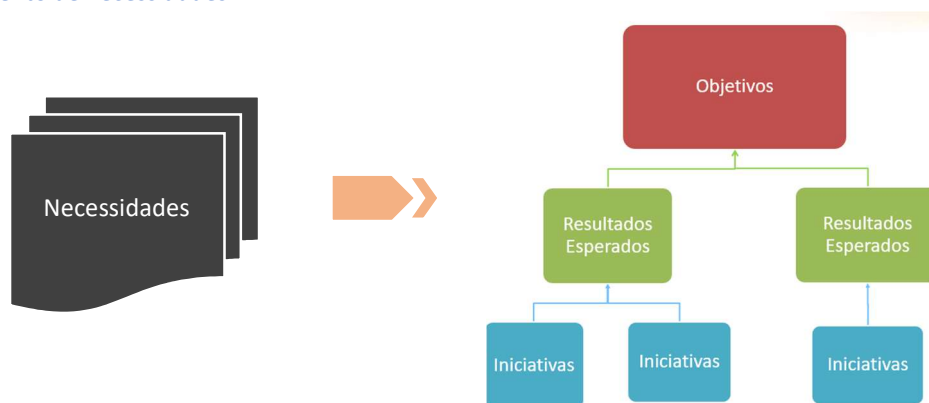 Objetivos
Necessidades
Resultados
Esperados
Resultados
Esperados
Iniciativas
Iniciativas
Iniciativas